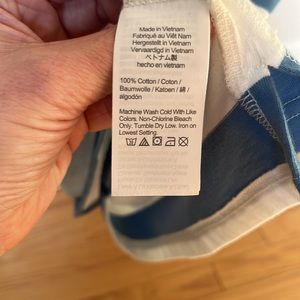 Made in Vietnam
Fabriqué au Viêt Nam
Hergestellt in Vietnam
Vervaardigd in Vietnam
ベトナム製
hecho en vietnam
100% Cotton / Coton /
Baumwolle / Katoen / 綿 /
algodón
Machine Wash Cold With Like
Colors. Non-Chlorine Bleach
Only. Tumble Dry Low. Iron on
Lowest Setting.